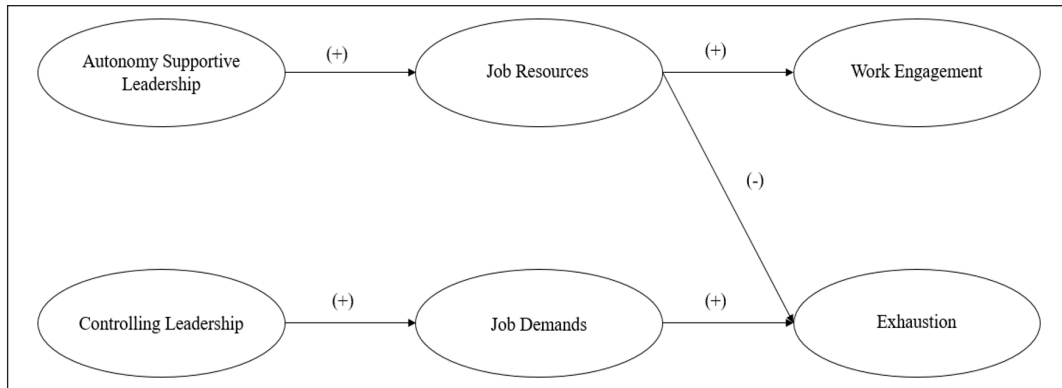 Autonomy Supportive
Leadership
(+)
Job Resources
(+)
Work Engagement
(-)
Controlling Leadership
(+)
Job Demands
(+)
Exhaustion